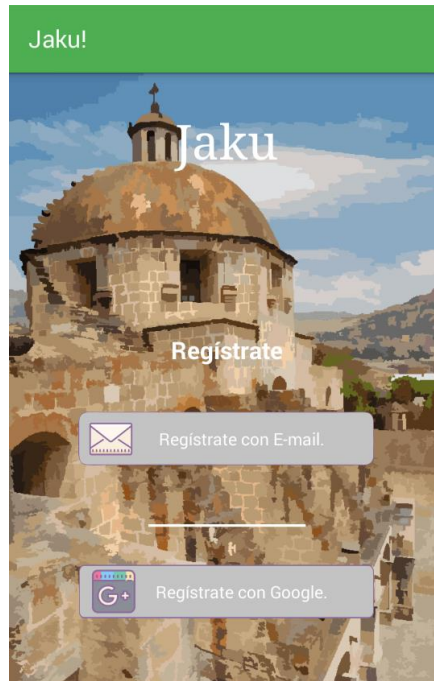 Jaku!
Jaku
Regístrate
Regístrate con E-mail.
G+
Regístrate con Google.